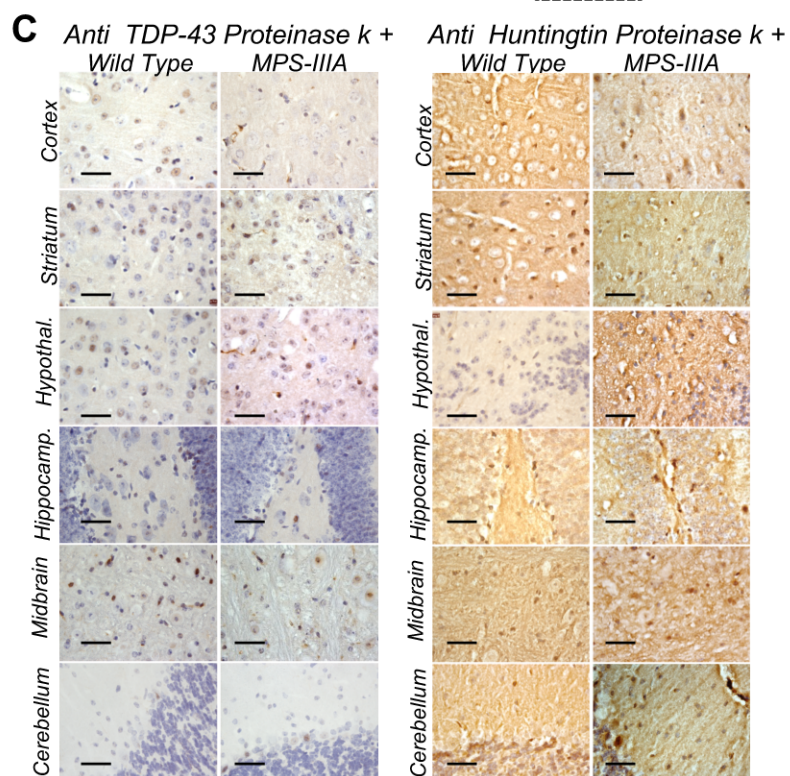 C
Anti TDP-43 Proteinase k +
Wild Type MPS-IIIA
Cortex
Striatum
Hypothal.
Hippocamp.
Midbrain
Cerebellum
Anti Huntingtin Proteinase k +
Wild Type MPS-IIIA
Cortex
Striatum
Hypothal.
Hippocamp.
Midbrain
Cerebellum